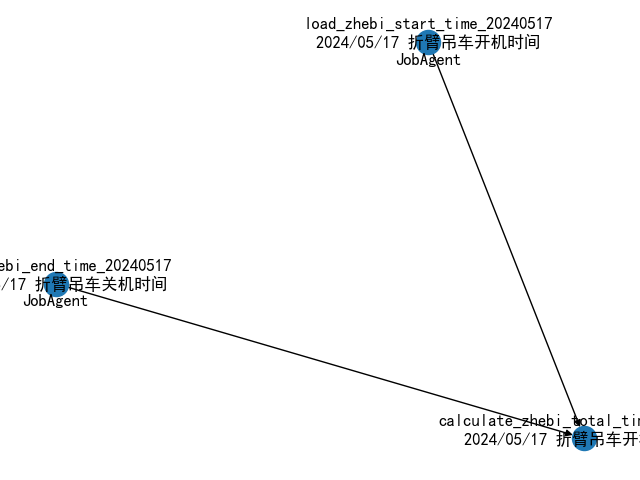 load_zhebi_start_time_20240517
2024/05/17 折臂吊车开机时间
JobAgent
ebi_end_time_20240517
/17 折臂吊车关机时间
JobAgent
calculate_zhebi_total_tim
2024/05/17 折臂吊车开